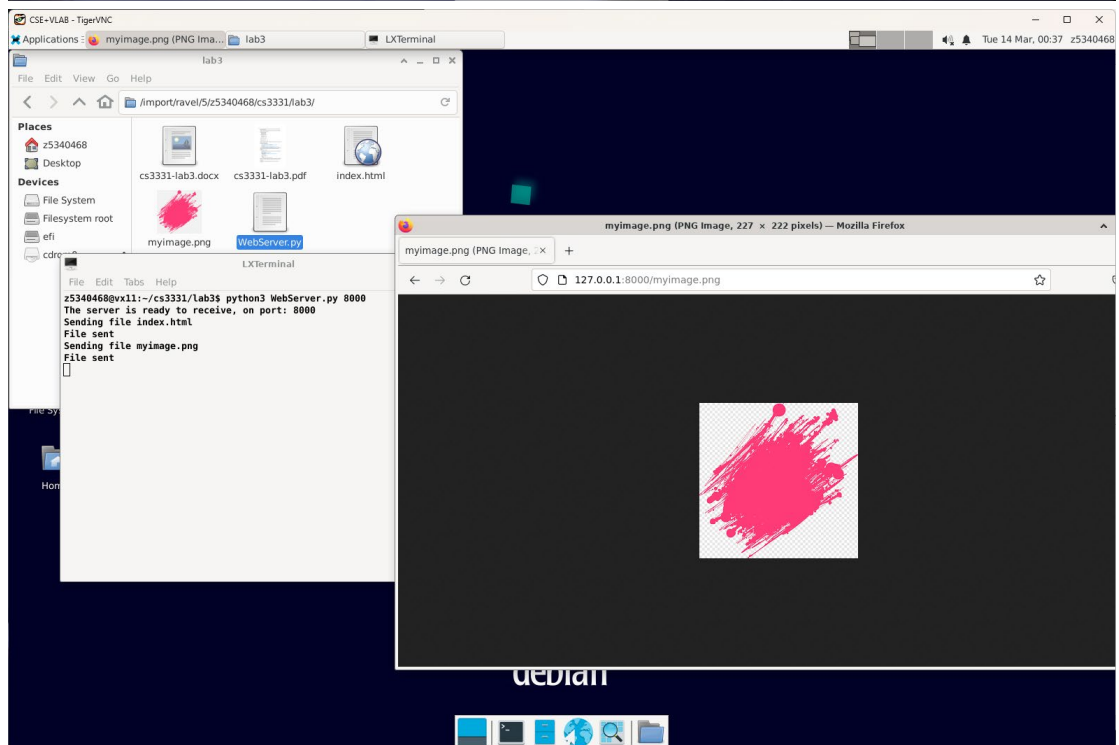 CSE+VLAB - TigerVNC
Applications
myimage.png (PNG Ima...
lab3
LXTerminal
Tue 14 Mar, 00:37 z5340468
lab3
File Edit View Go Help
/import/ravel/5/z5340468/cs3331/lab3/
Places
z5340468
Desktop
Devices
File System
Filesystem root
efi
cs3331-lab3.docx cs3331-lab3.pdf index.html
myimage.png WebServer.py
LXTerminal
File Edit Tabs Help
z5340468@vx11:~/cs3331/lab3$ python3 WebServer.py 8000
The server is ready to receive, on port: 8000
Sending file index.html
File sent
Sending file myimage.png
File sent
myimage.png (PNG Image, 227 × 222 pixels) — Mozilla Firefox
myimage.png (PNG Image,
127.0.0.1:8000/myimage.png
debian